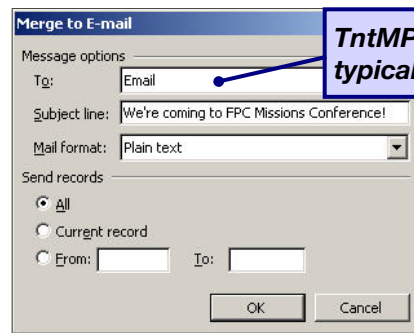 Merge to E-mail
TntMP
typical
Message options
To:
Email
Subject line:
We're coming to FPC Missions Conference!
Mail format:
Plain text
Send records
All
Current record
From:
To:
OK
Cancel